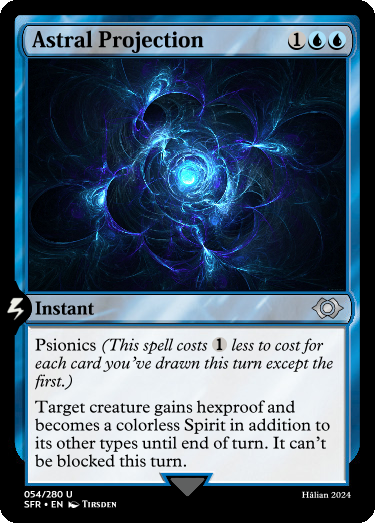 Astral Projection 1
Instant
Psionics (This spell costs 1 less to cost for
each card you've drawn this turn except the
first.)
Target creature gains hexproof and
becomes a colorless Spirit in addition to
its other types until end of turn. It can't
be blocked this turn.
054/280 U
SFR • EN Tirsden
Hālian 2024